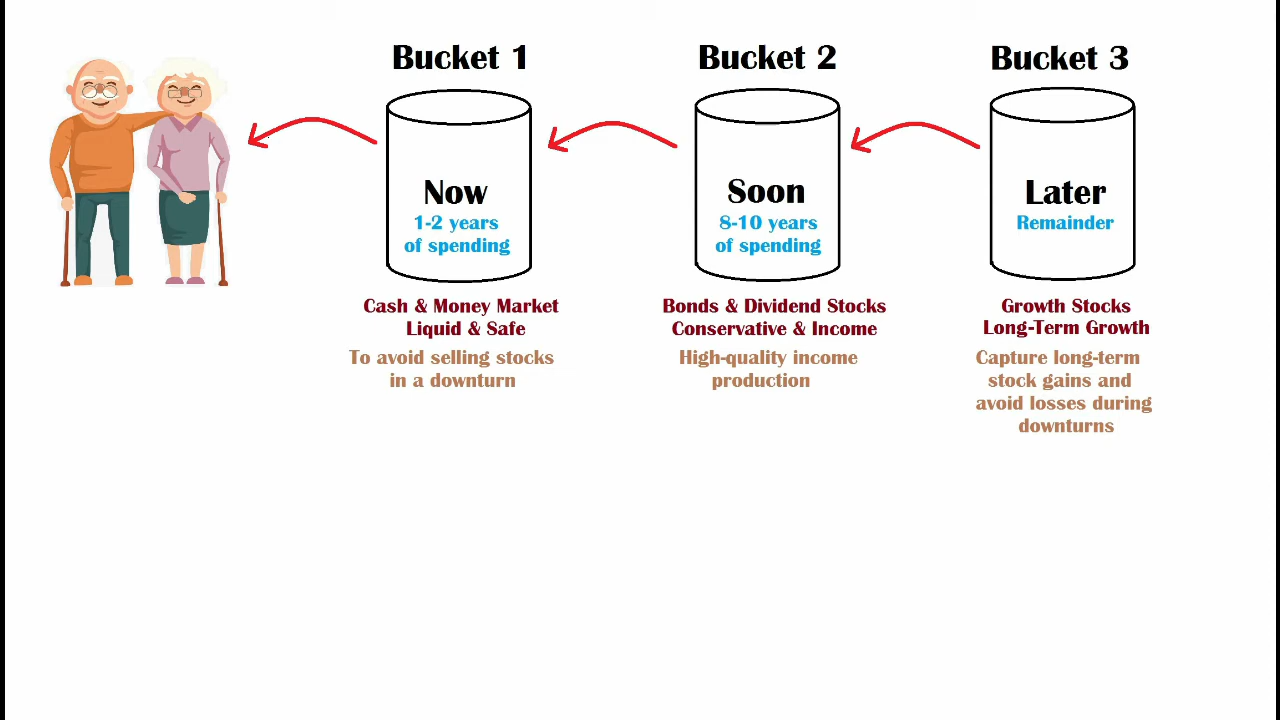 Bucket 1
Now
1-2 years
of spending
Cash & Money Market
Liquid & Safe
To avoid selling stocks
in a downturn
Bucket 2
Soon
8-10 years
of spending
Bonds & Dividend Stocks
Conservative & Income
High-quality income
production
Bucket 3
Later
Remainder
Growth Stocks
Long-Term Growth
Capture long-term
stock gains and
avoid losses during
downturns